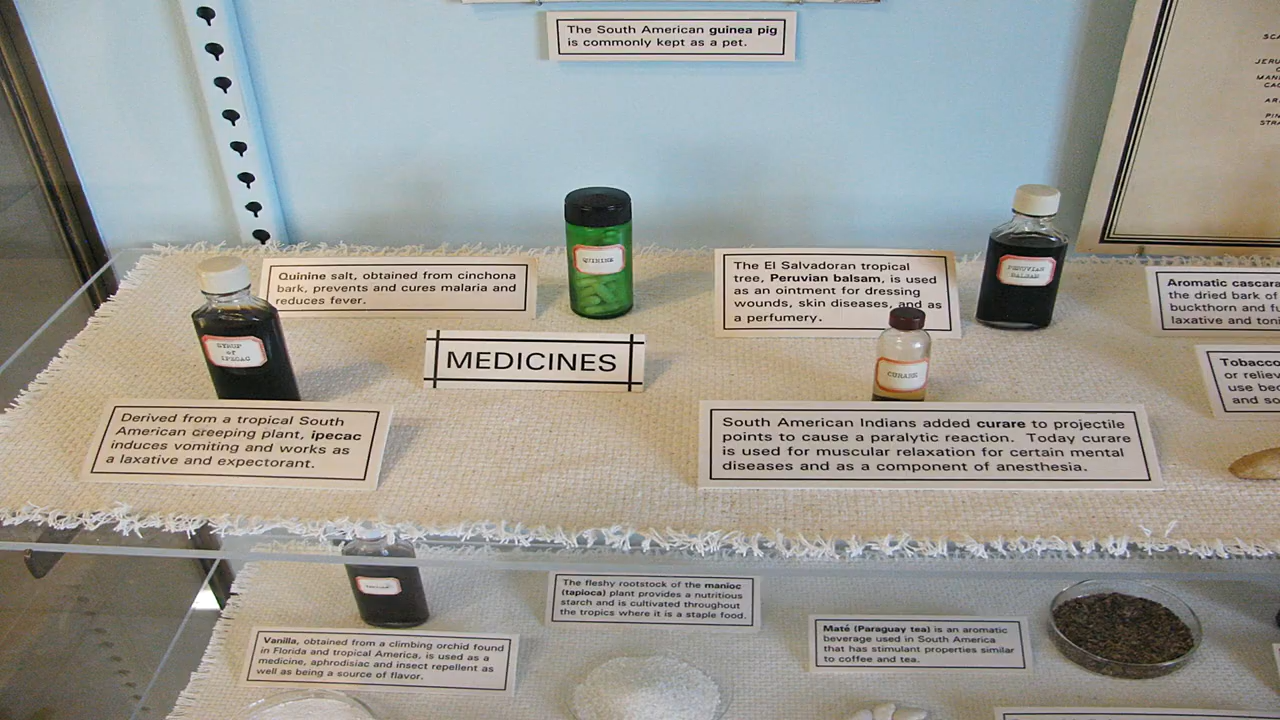 The South American guinea pig
is commonly kept as a pet.
Quinine salt, obtained from cinchona
bark, prevents and cures malaria and
reduces fever.
QUININE
The El Salvadoran tropical
tree, Peruvian balsam, is used
as an ointment for dressing
wounds, skin diseases, and as
a perfumery.
PERUVIAN
BALSAM
Aromatic cascara
the dried bark of
buckthorn and
laxative and
SYRUP
of
IPECAC
MEDICINES
CURARE
Tobacco
or
use
and
Derived from a tropical South
American creeping plant, ipecac
induces vomiting and works as
a laxative and expectorant.
South American Indians added curare to projectile
points to cause a paralytic reaction. Today curare
is used for muscular relaxation for certain mental
diseases and as a component of anesthesia.
The fleshy rootstock of the manioc
(tapioca) plant provides a nutritious
starch and is cultivated throughout
the tropics where it is a staple food.
Vanilla, obtained from a climbing orchid found
in Florida and tropical America, is used as a
medicine, aphrodisiac and insect repellent as
well as being a source of flavor.
Maté (Paraguay tea) is an aromatic
beverage used in South America
that has stimulant properties similar
to coffee and tea.